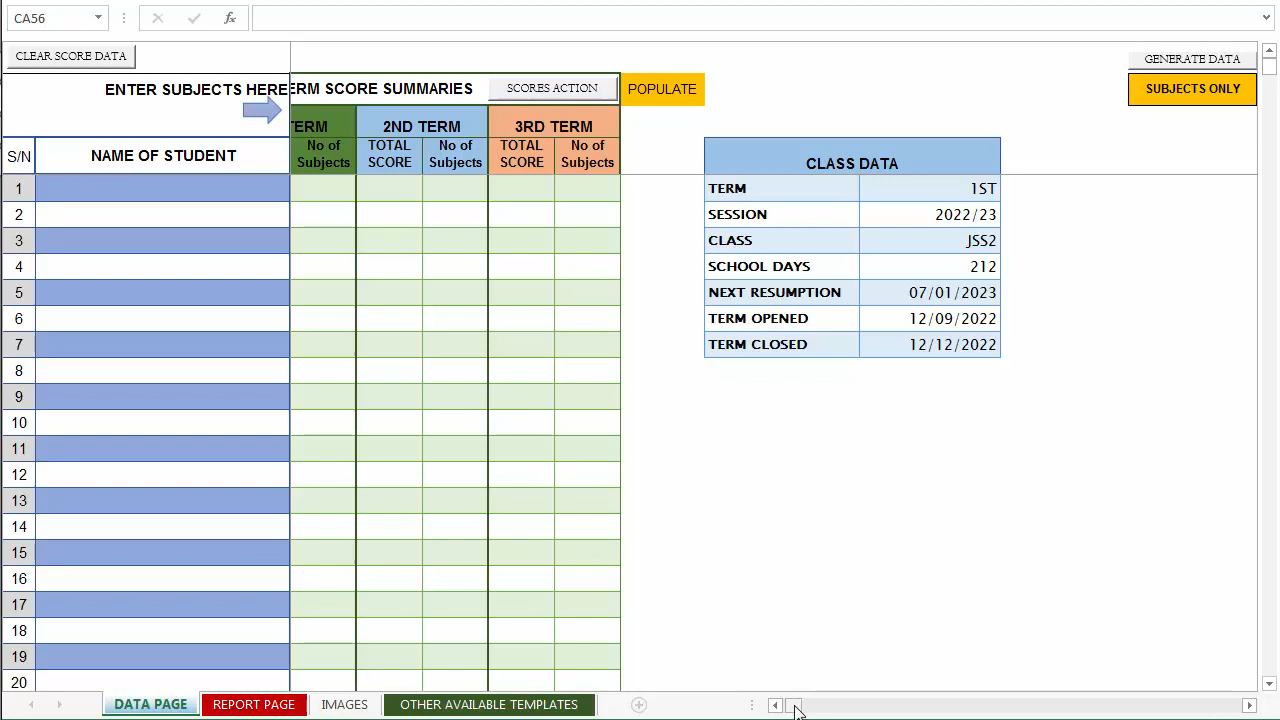 CA56
fx
CLEAR SCORE DATA
GENERATE DATA
ENTER SUBJECTS HERE
ERM SCORE SUMMARIES
SCORES ACTION
POPULATE
SUBJECTS ONLY
TERM 2ND TERM 3RD TERM
S/N NAME OF STUDENT
No of Subjects
TOTAL SCORE
No of Subjects
TOTAL SCORE
No of Subjects
CLASS DATA
TERM 1ST
SESSION 2022/23
CLASS JSS2
SCHOOL DAYS 212
NEXT RESUMPTION 07/01/2023
TERM OPENED 12/09/2022
TERM CLOSED 12/12/2022
1
2
3
4
5
6
7
8
9
10
11
12
13
14
15
16
17
18
19
20
DATA PAGE REPORT PAGE IMAGES OTHER AVAILABLE TEMPLATES